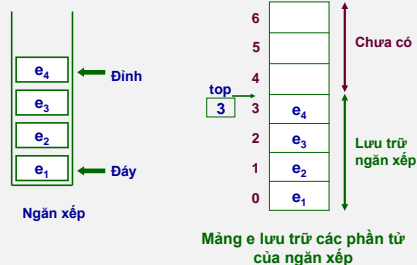 e4
e3
e2
e1
Đỉnh
Đáy
Ngăn xếp
top
3
6
5
4
3
2
1
0
e4
e3
e2
e1
Chưa có
Lưu trữ
ngăn xếp
Mảng e lưu trữ các phần tử
của ngăn xếp